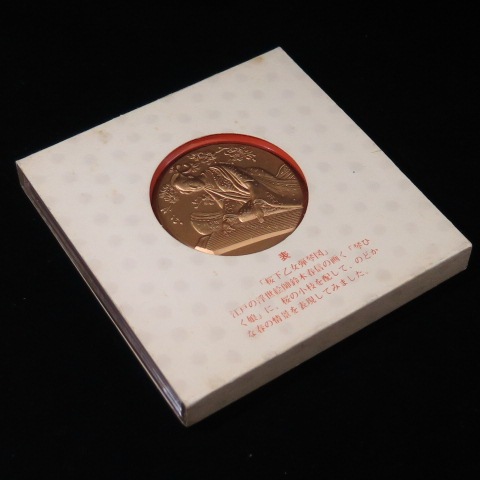 表
「桜下乙女弾琴図」
江戸の浮世絵師鈴木春信の画く「琴ひ
く娘」に、桜の小枝を配して、のどか
な春の情景を表現してみました。